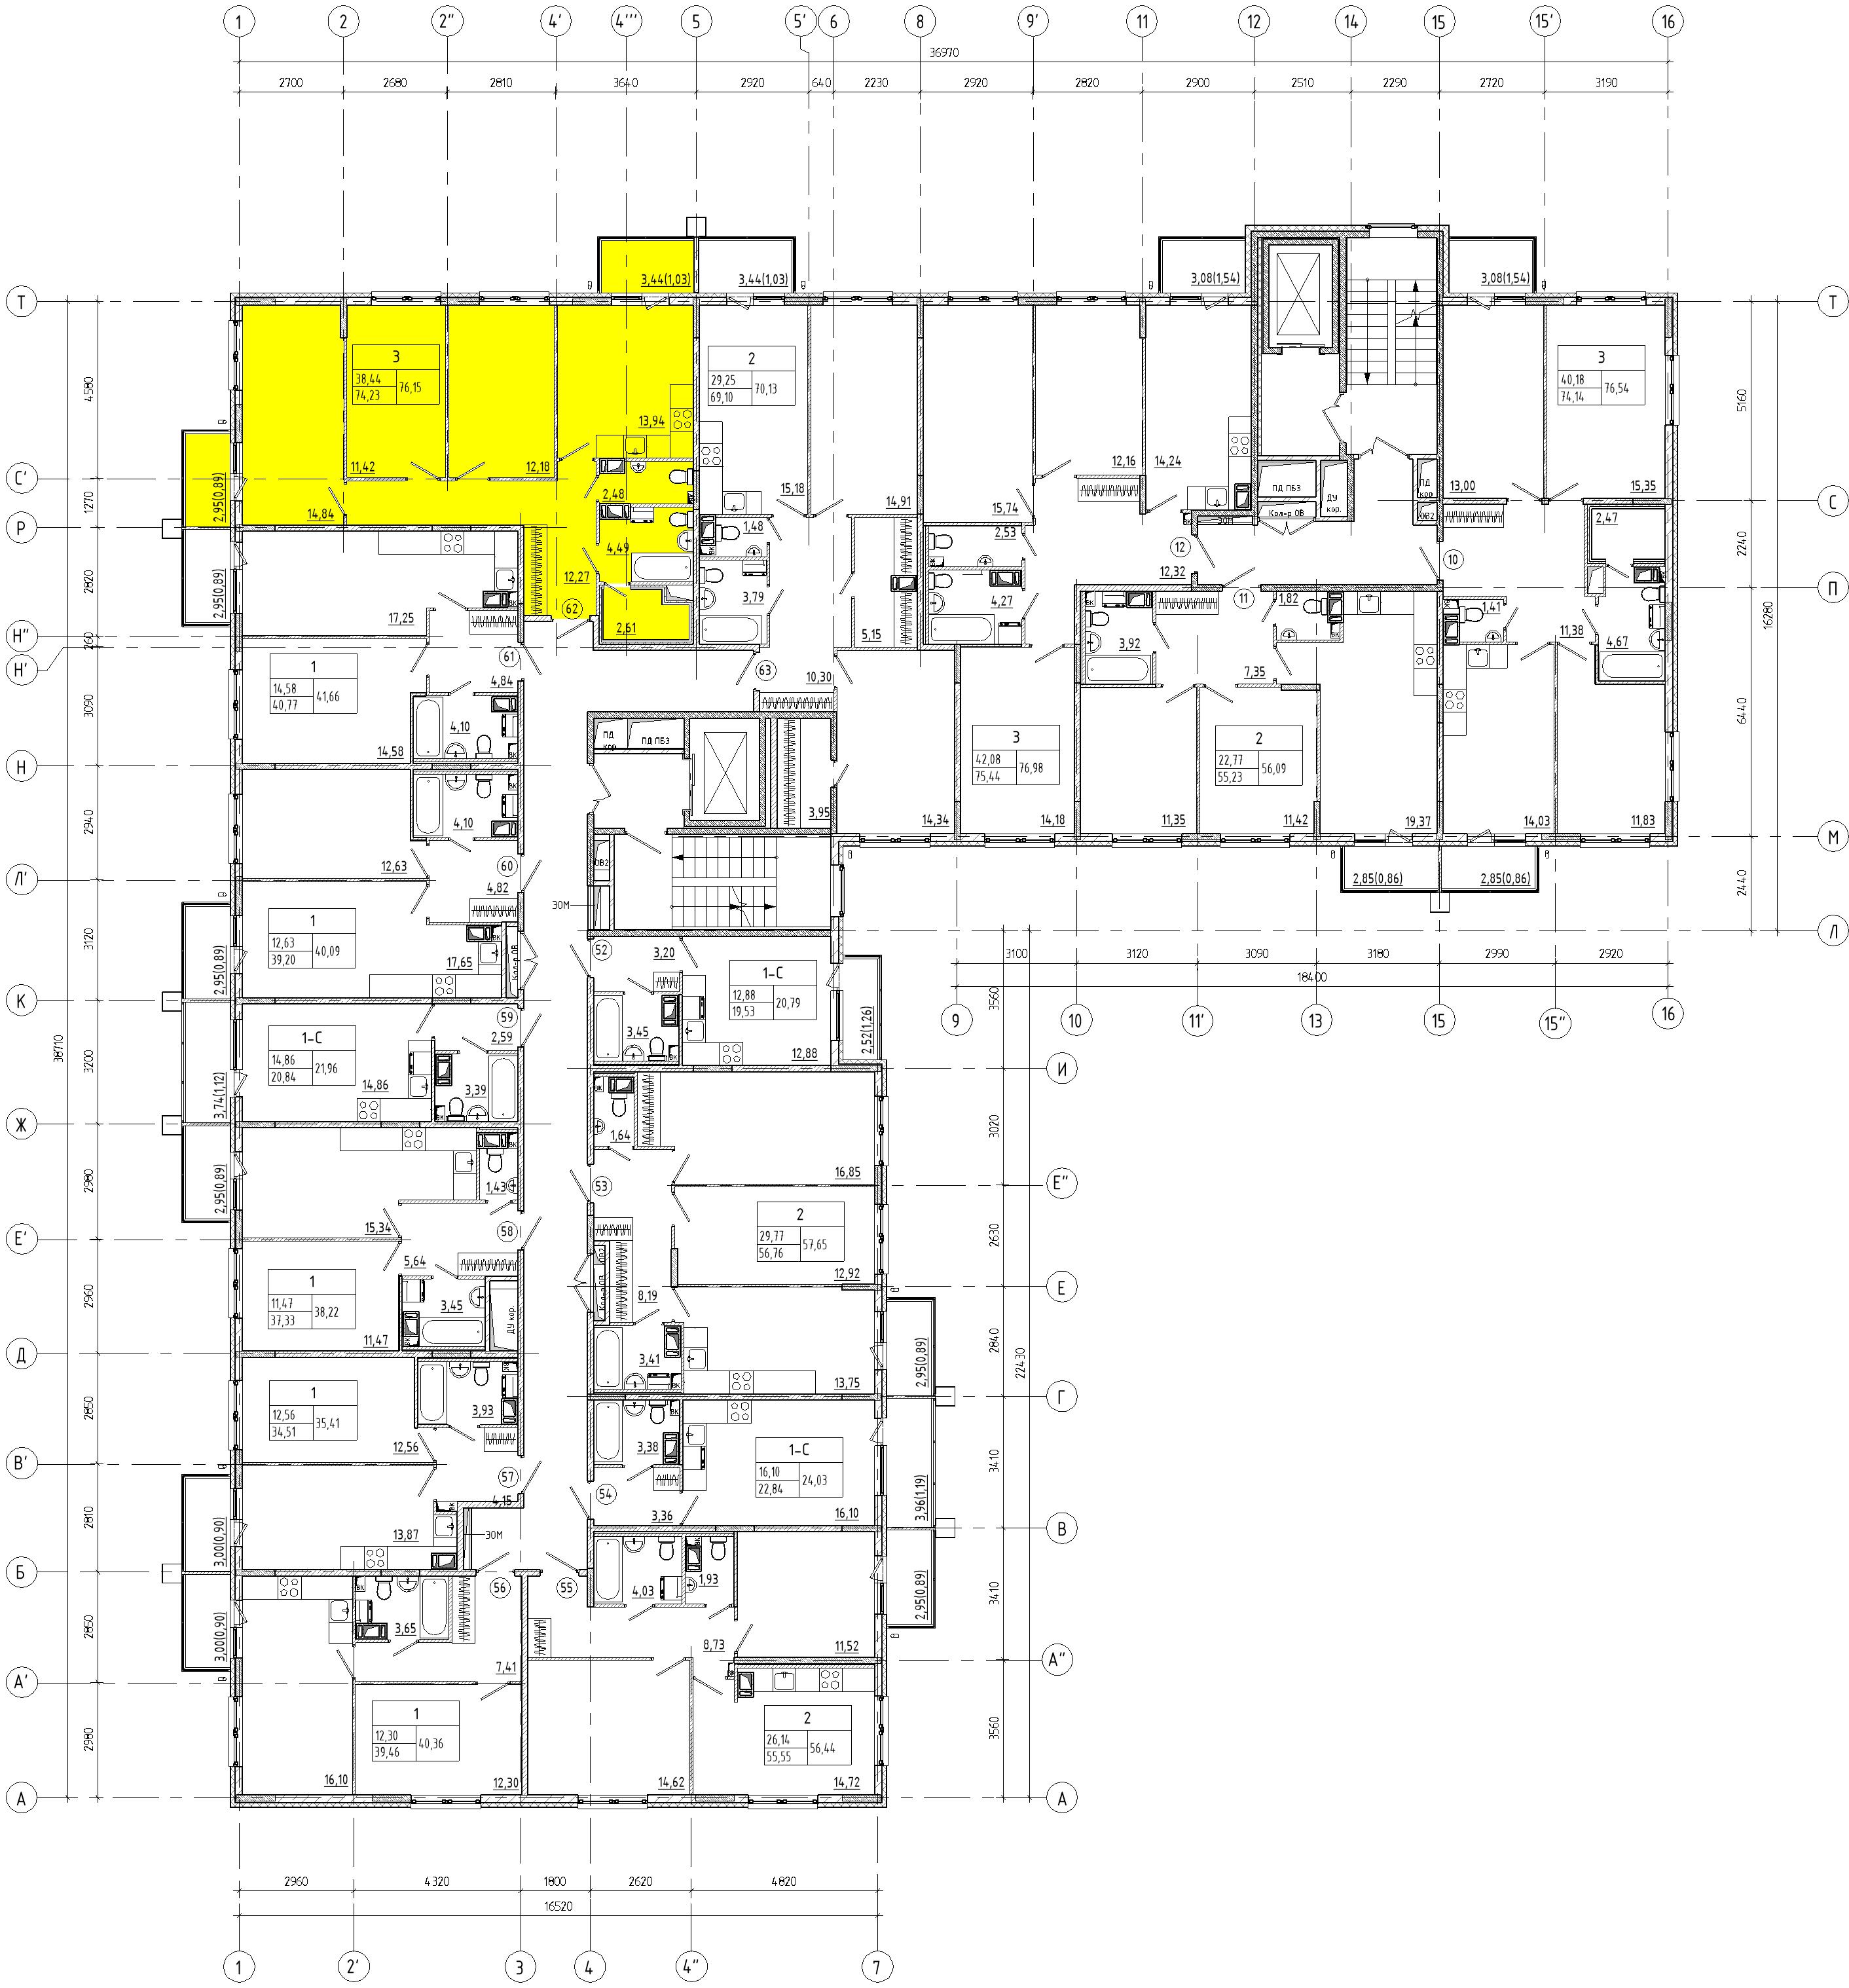 1 2 2" 4' 4''' 5 5' 6 8 9' 11 12 14 15 15' 16
36970
2700 2680 2810 3640 2920 640 2230 2920 2820 2900 2510 2290 2720 3190
3,44(1,03) 3,44(1,03) 3,08(1,54) 3,08(1,54)
Т Т
3
38,44 76,15
74,23
2
29,25 70,13
69,10
3
40,18 76,54
74,14
4580 5160
13,94
11,42 12,18 15,18 14,91 12,16 14,24 13,00 15,35
С'
2,95(0,89)
2,48
ПД ПБЗ
ДУ кор.
ПД кор
Кол-р ОВ
ОВ2
С
1270
14,84 1,48 15,74 2,53 2,47
Р
4,49 12
10
2240
2,95(0,89)
2820
12,27 3,79 4,27 12,32
П
62 2,61 11 1,82 1,41
17,25 5,15 3,92 11,38 4,67
Н"
260
Н'
61 63
16280
1
14,58 41,66
40,77
4,84 10,30 7,35
3090 6440
4,10
14,58
ПД кор
ПД ПБЗ
3
42,08 76,98
75,44
2
22,77 56,09
55,23
Н
2940
4,10 3,95 14,34 14,18 11,35 11,42 19,37 14,03 11,83
М
12,63 60
ОВ2
2,85(0,86) 2,85(0,86)
2440
Л'
4,82
ЗОМ
1
12,63 40,09
39,20
Л
3120
2,95(0,89)
17,65
Кол-р ОВ
52 3,20
3100 3120 3090 3180 2990 2920
18400
1-С
12,88 20,79
19,53
3560
К
59
9 10 11' 13 15 15" 16
38710
1-С
14,86 21,96
20,84
2,59 3,45 12,88
2,52(1,26)
3200
3,74(1,12)
14,86 3,39
И
Ж
1,64
3020
2980
2,95(0,89)
1,43 53 16,85
Е"
15,34 58
2
29,77 57,65
56,76
2630
Е'
5,64
1
11,47 38,22
37,33
3,45
ДУ кор.
ОВ2
Кол-р ОВ
12,92
Е
2960
8,19
11,47 3,41 13,75
2840
2,95(0,89)
22430
Д
Г
1
12,56 35,41
34,51
3,93 3,38
1-С
16,10 24,03
22,84
2850
12,56
3410
3,96(1,19)
В'
57 54
4,15 3,36 16,10
В
2810
3,00(0,90)
13,87
ЗОМ
Б
56 55
4,03 1,93
3410
2,95(0,89)
2850
3,00(0,90)
3,65
8,73 11,52
А"
А'
7,41
1
12,30 40,36
39,46
2
26,14 56,44
55,55
2980 3560
16,10 12,30 14,62 14,72
А А
2960 4320 1800 2620 4820
16520
1 2' 3 4 4" 7